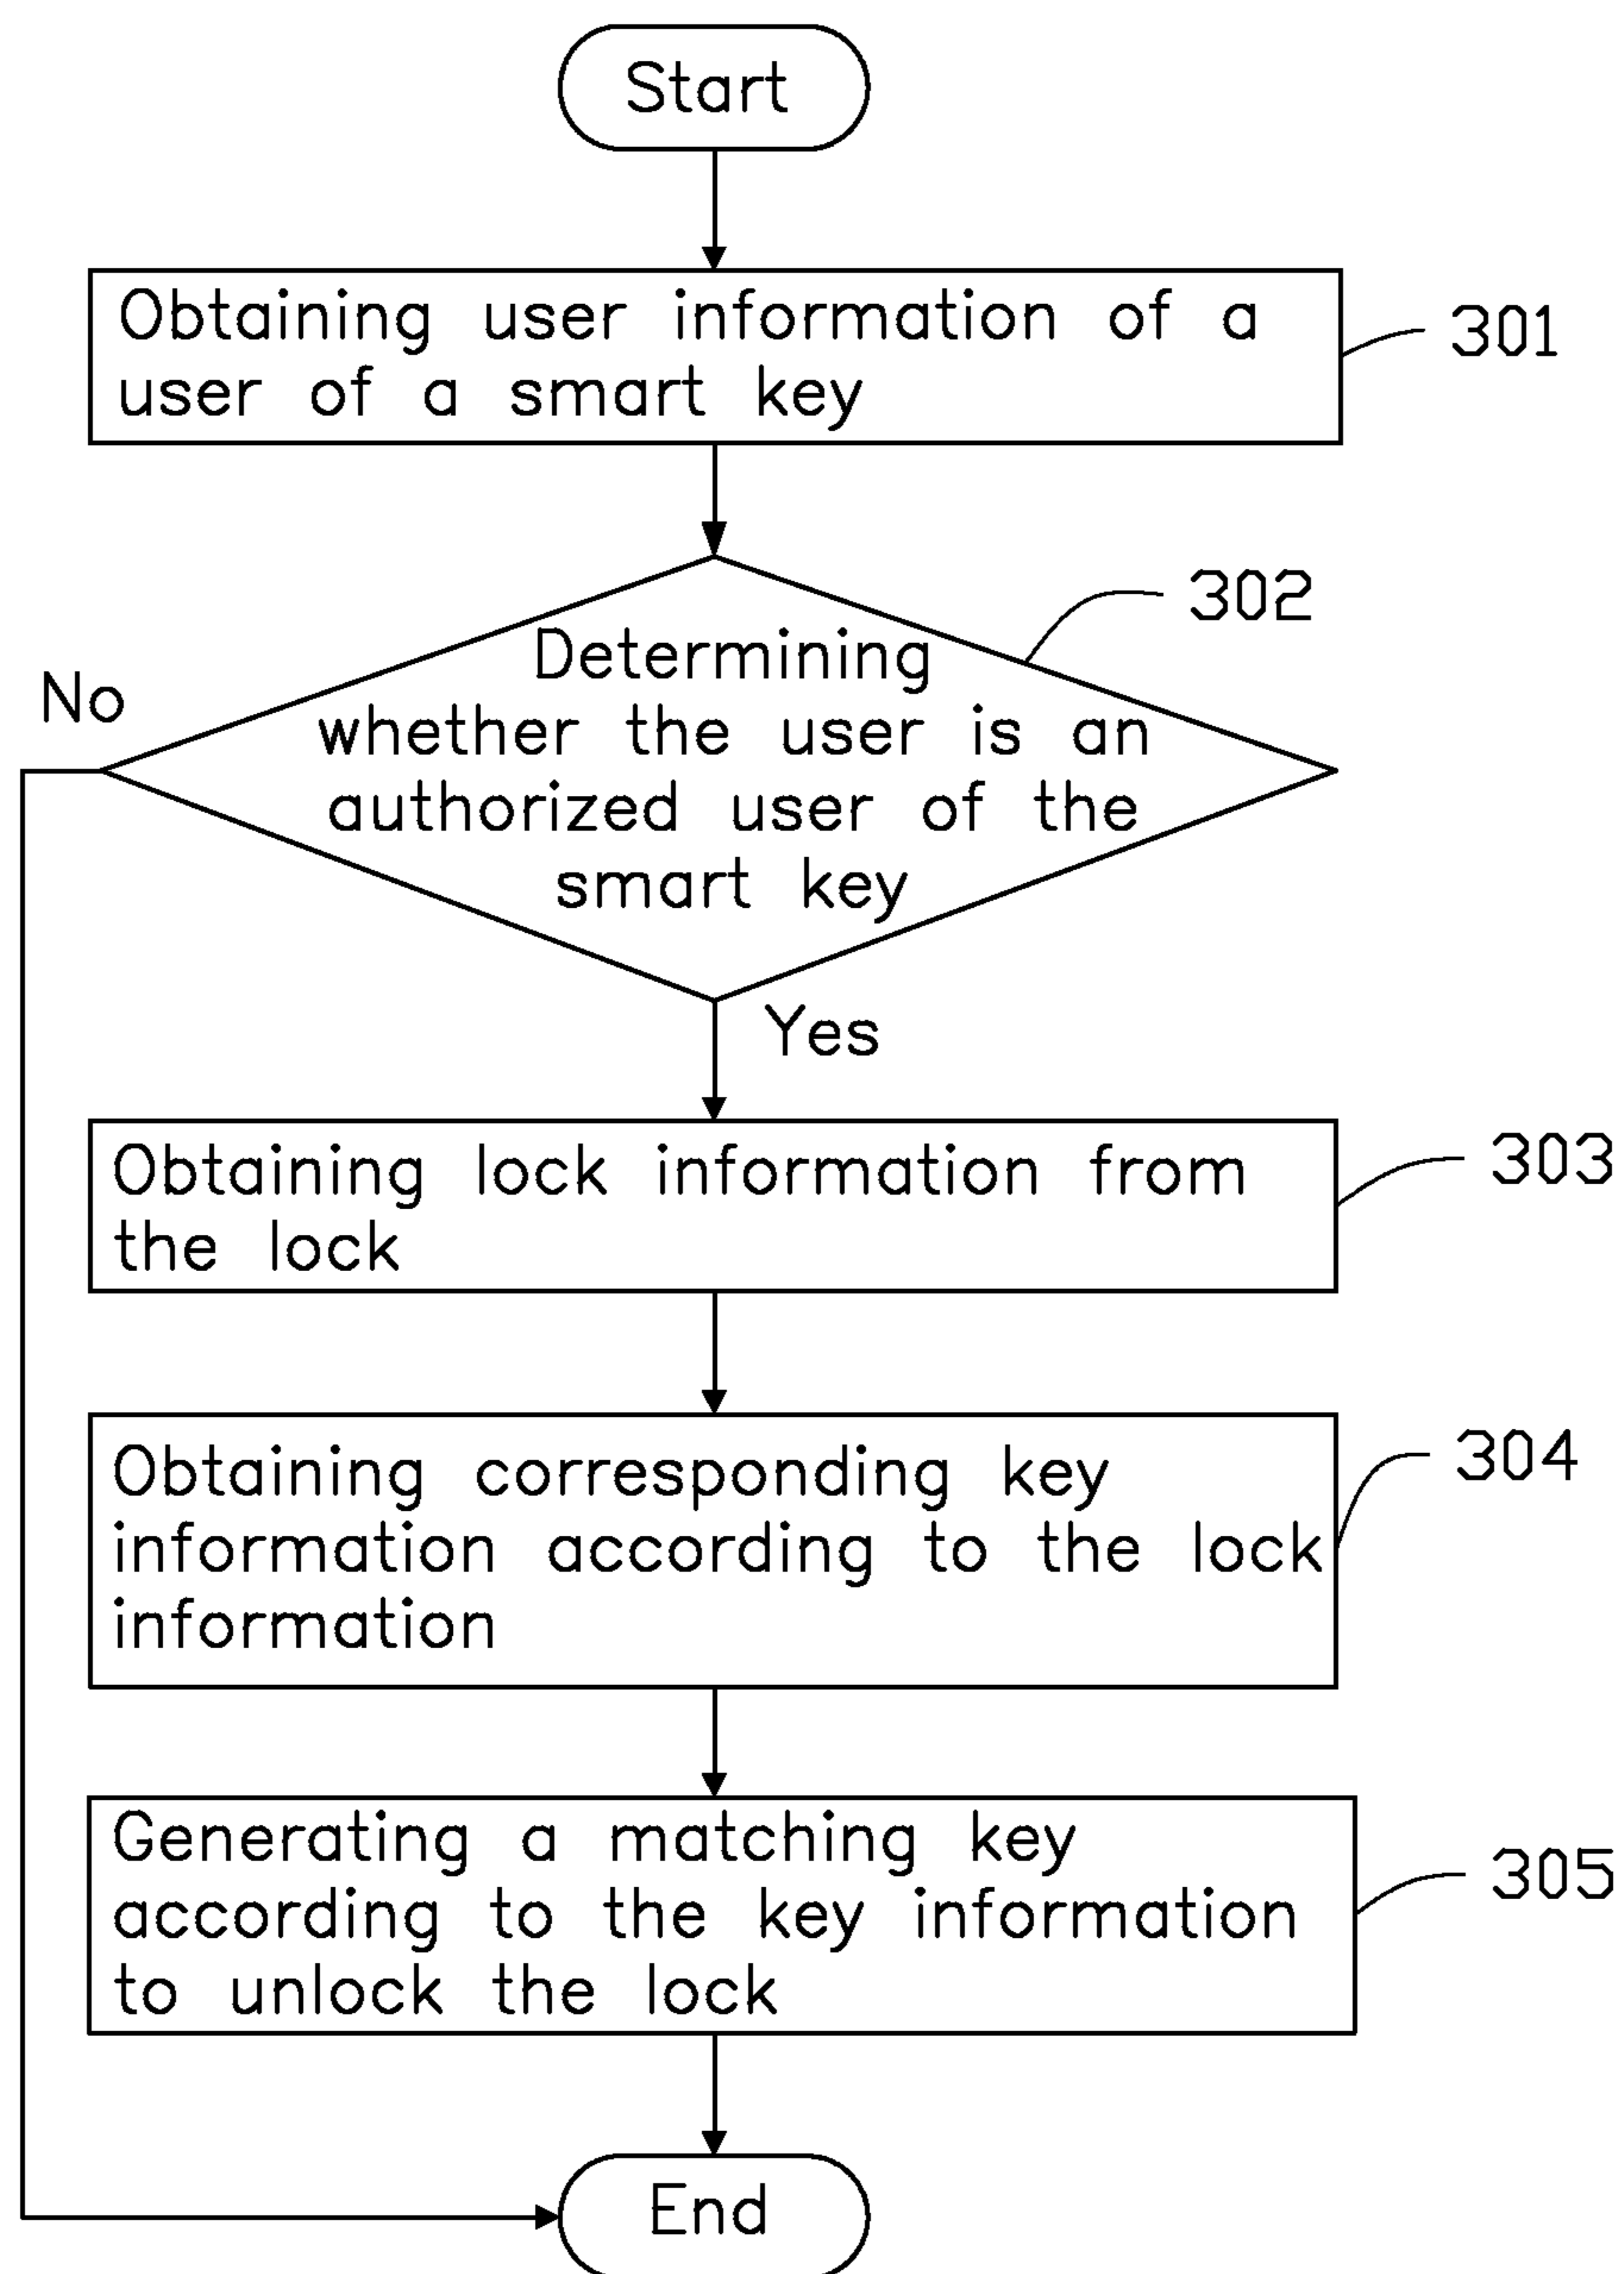 Start
Obtaining user information of a
user of a smart key
301
302
Determining
whether the user is an
authorized user of the
smart key
No
Yes
Obtaining lock information from
the lock
303
Obtaining corresponding key
information according to the lock
information
304
Generating a matching key
according to the key information
to unlock the lock
305
End